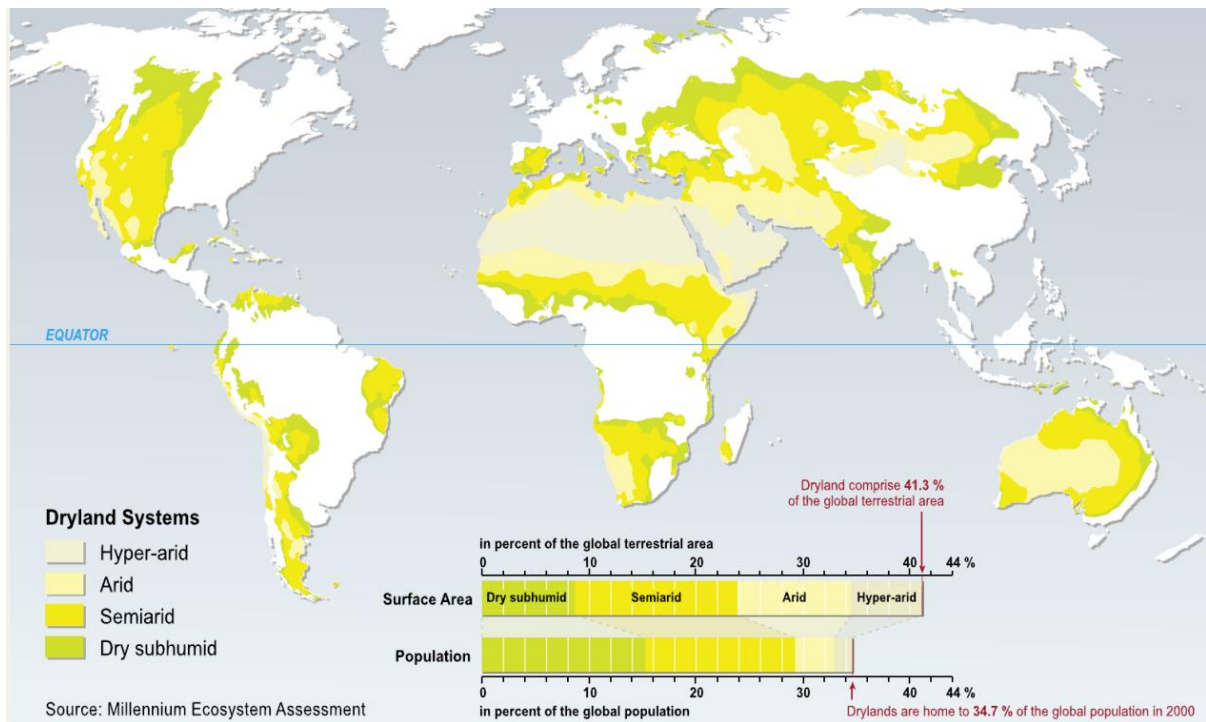 EQUATOR
Dryland comprise 41.3 %
of the global terrestrial area
Dryland Systems
Hyper-arid
Arid
Semiarid
Dry subhumid
in percent of the global terrestrial area
0 10 20 30 40 44 %
Surface Area
Dry subhumid Semiarid Arid Hyper-arid
Population
0 10 20 30 40 44 %
in percent of the global population
Drylands are home to 34.7 % of the global population in 2000
Source: Millennium Ecosystem Assessment